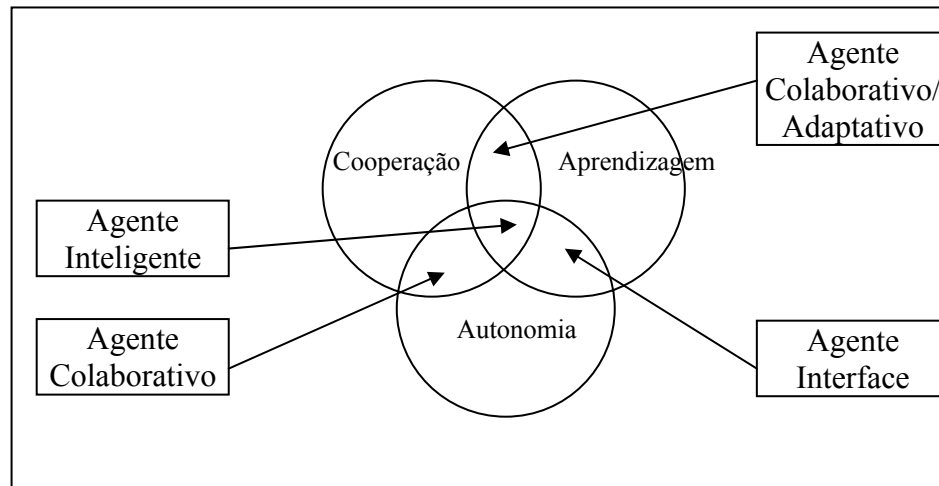 Agente
Colaborativo/
Adaptativo
Cooperação
Aprendizagem
Agente
Inteligente
Agente
Colaborativo
Autonomia
Agente
Interface